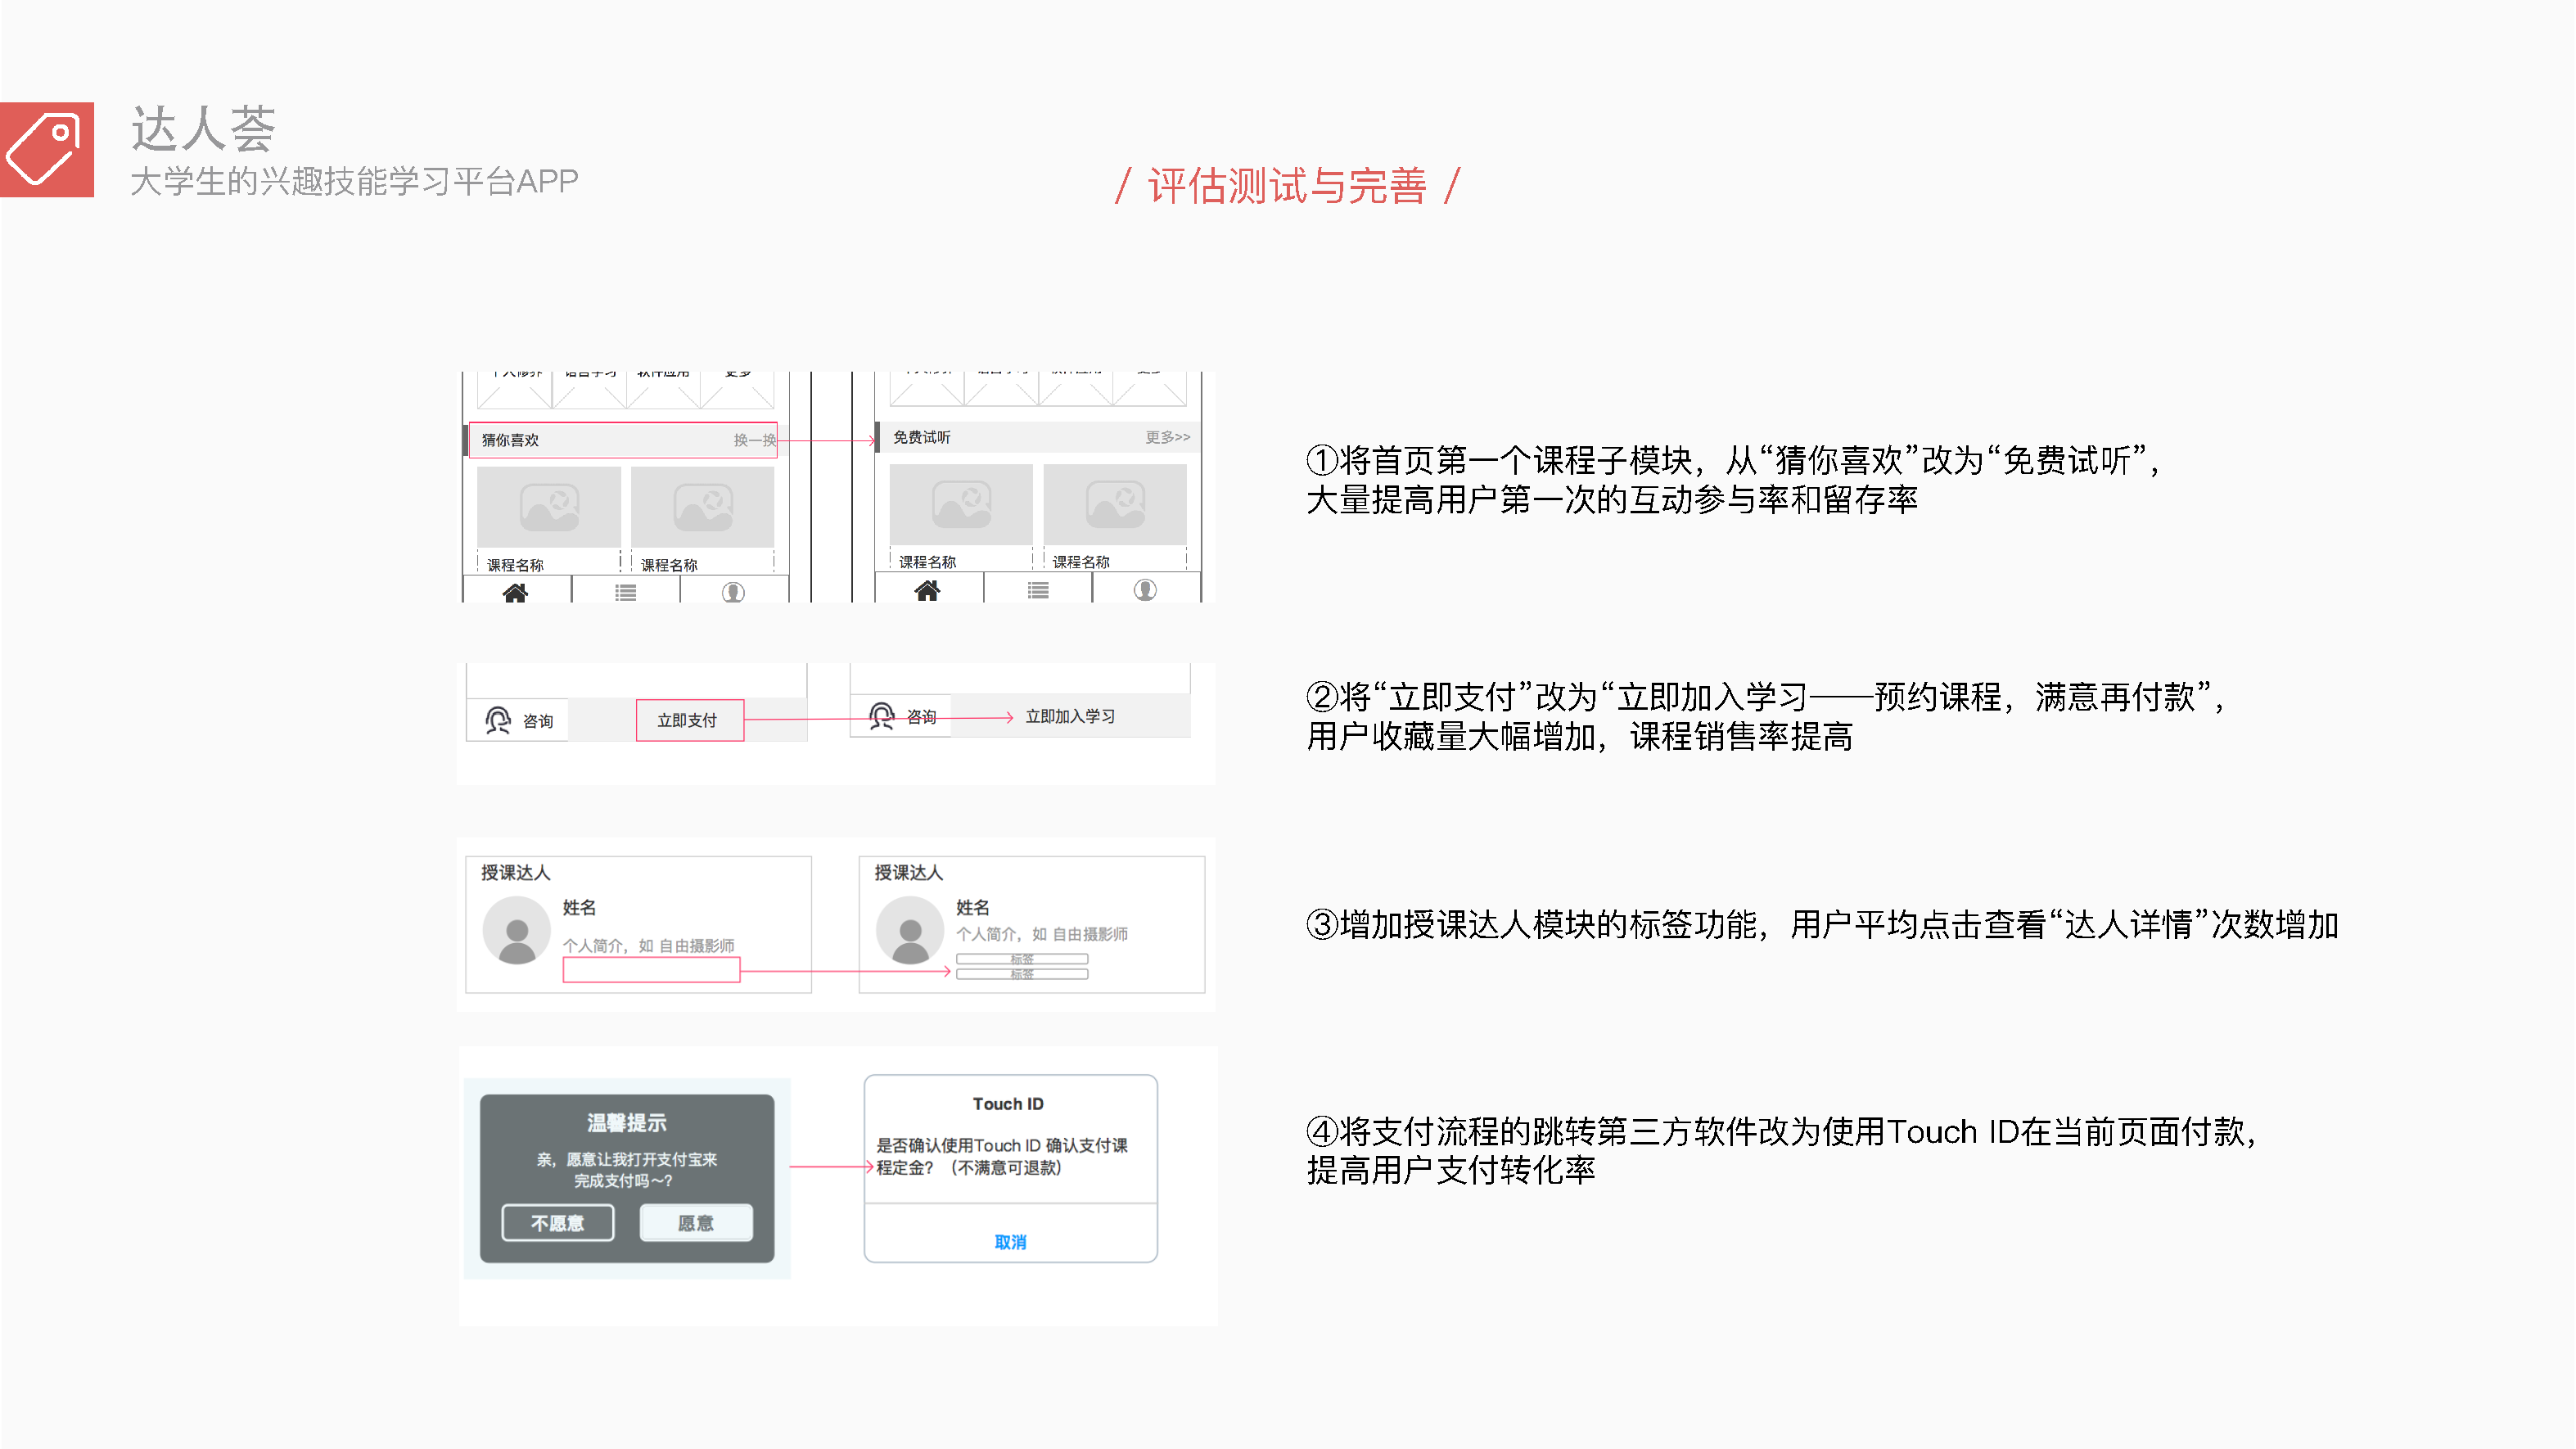 达人荟
大学生的兴趣技能学习平台APP
/ 评估测试与完善 /
个人修养 语言学习 软件应用 更多
猜你喜欢 换一换
课程名称 课程名称
免费试听 更多>>
课程名称 课程名称
①将首页第一个课程子模块，从“猜你喜欢”改为“免费试听”，
大量提高用户第一次的互动参与率和留存率
咨询 立即支付
咨询 立即加入学习
②将“立即支付”改为“立即加入学习——预约课程，满意再付款”，
用户收藏量大幅增加，课程销售率提高
授课达人
姓名
个人简介，如 自由摄影师
授课达人
姓名
个人简介，如 自由摄影师
标签
标签
③增加授课达人模块的标签功能，用户平均点击查看“达人详情”次数增加
温馨提示
亲，愿意让我打开支付宝来
完成支付吗～?
不愿意 愿意
Touch ID
是否确认使用Touch ID 确认支付课
程定金？（不满意可退款）
取消
④将支付流程的跳转第三方软件改为使用Touch ID在当前页面付款，
提高用户支付转化率